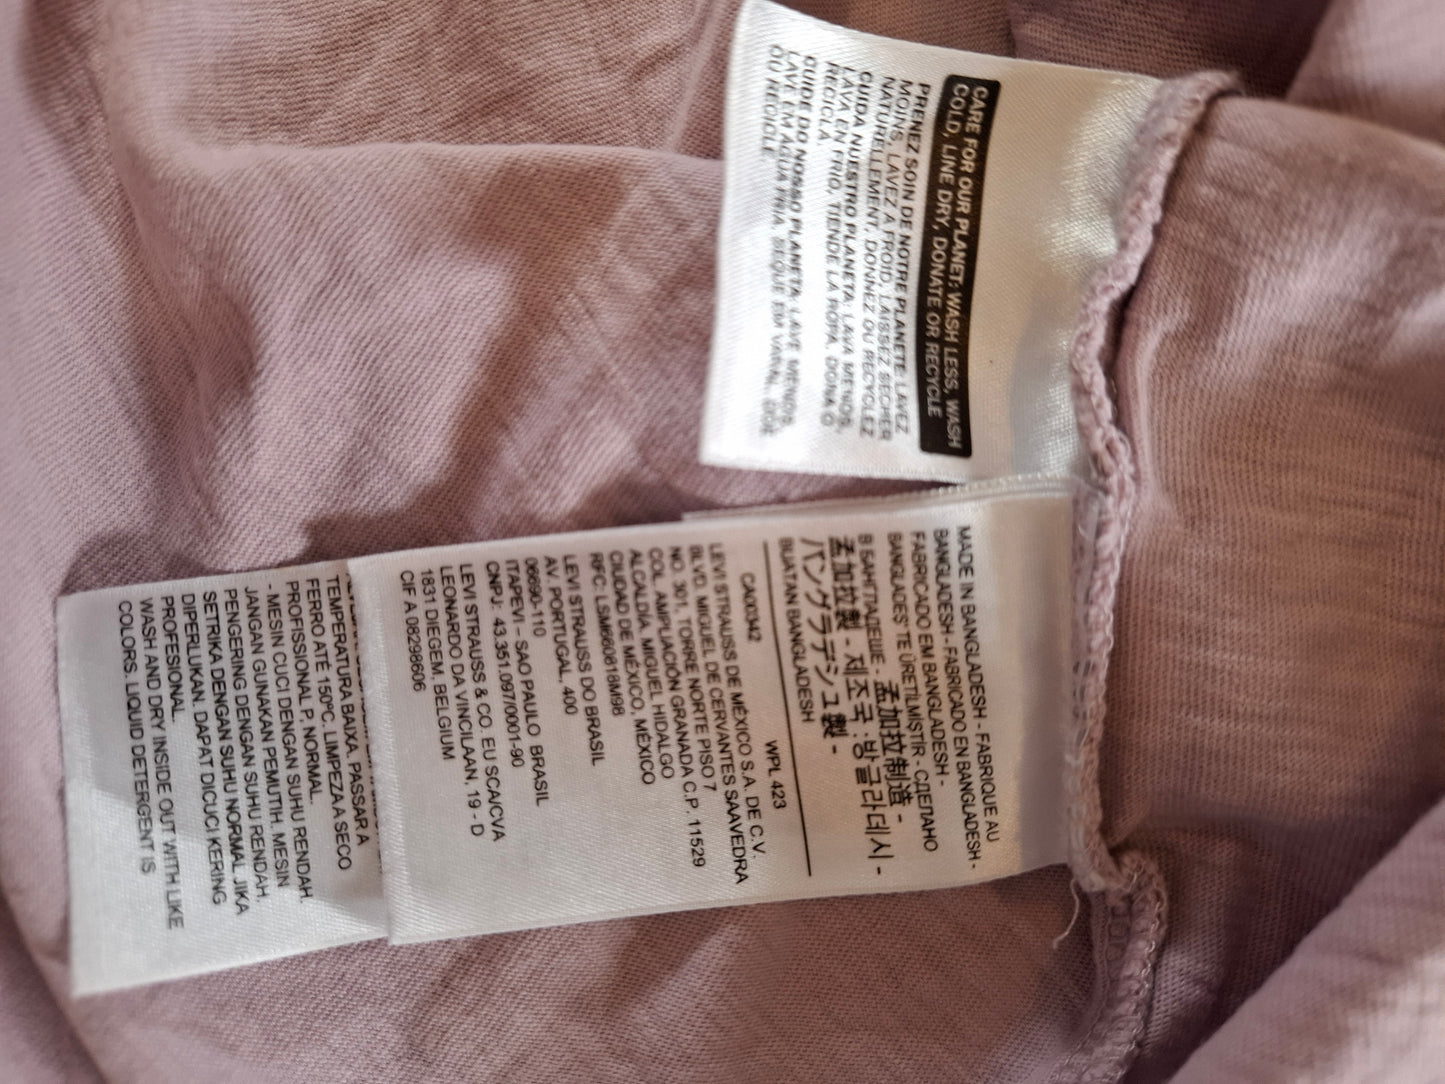 CARE FOR OUR PLANET: WASH LESS, WASH
COLD, LINE DRY, DONATE OR RECYCLE
PRENEZ SOIN DE NOTRE PLANETE: LAVEZ
MOINS, LAVEZ A FROID, LAISSEZ SECHER
NATURELLEMENT, DONNEZ OU RECYCLEZ
CUIDA NUESTRO PLANETA: LAVA MENOS,
LAVA EN FRIO, TIENDE LA ROPA, DONA O
RECICLA.
CUIDE DO NOSSO PLANETA: LAVE MENOS,
LAVE EM AGUA FRIA, SEQUE EM VARAL, DOE
OU RECICLE
MADE IN BANGLADESH - FABRIQUE AU
BANGLADESH - FABRICADO EN BANGLADESH -
FABRICADO EM BANGLADESH -
BANGLADEŞ' TE ÜRETİLMİŞTİR - СДЕЛАНО
В БАНГЛАДЕШЕ - 孟加拉制造 -
孟加拉製 - 제조국 : 방글라데시 -
バングラデシュ製 -
BUATAN BANGLADESH
CA00342 WPL 423
LEVI STRAUSS DE MÉXICO S.A. DE C.V.
BLVD. MIGUEL DE CERVANTES SAAVEDRA
NO. 301, TORRE NORTE PISO 7
COL. AMPLIACIÓN GRANADA C.P. 11529
ALCALDÍA. MIGUEL HIDALGO
CIUDAD DE MÉXICO, MÉXICO
RFC: LSM660618M98
LEVI STRAUSS DO BRASIL
AV. PORTUGAL, 400
06690-110
ITAPEVI – SAO PAULO BRASIL
CNPJ: 43.351.097/0001-90
LEVI STRAUSS & CO. EU SCA/CVA
LEONARDO DA VINCILAAN, 19 - D
1831 DIEGEM, BELGIUM
CIF A 08298606
TEMPERATURA BAIXA. PASSAR A
FERRO ATÉ 150ºC. LIMPEZA A SECO
PROFISSIONAL P, NORMAL.
- MESIN CUCI DENGAN SUHU RENDAH
JANGAN GUNAKAN PEMUTIH. MESIN
PENGERING DENGAN SUHU RENDAH.
SETRIKA DENGAN SUHU NORMAL. JIKA
DIPERLUKAN. DAPAT DICUCI KERING
PROFESIONAL.
WASH AND DRY INSIDE OUT WITH LIKE
COLORS. LIQUID DETERGENT IS